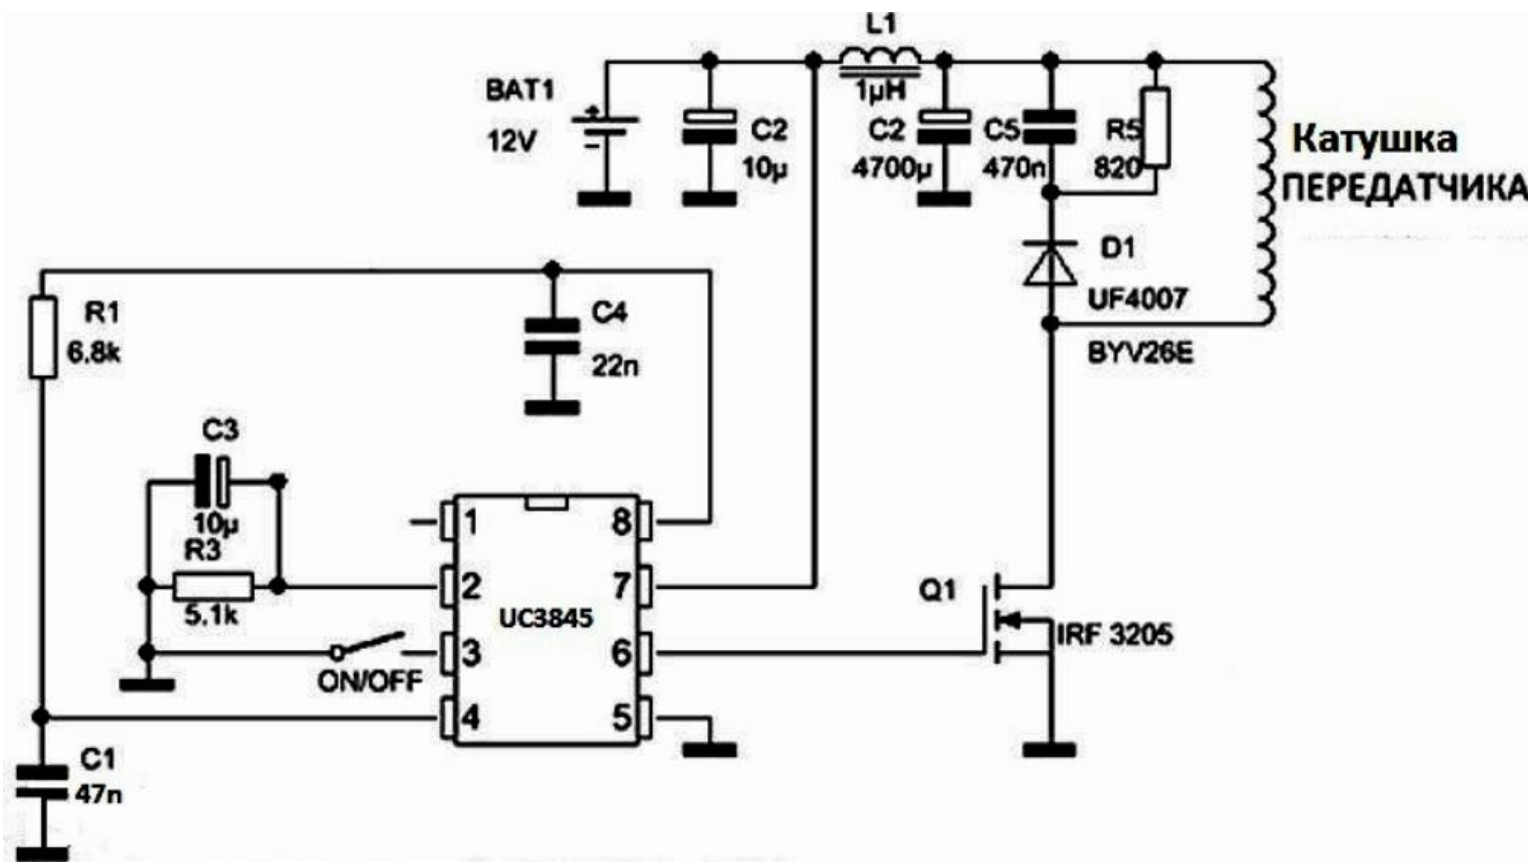 L1
1µH
BAT1
12V
C2
10µ
C2
4700µ
C5
470n
R5
820
Катушка
ПЕРЕДАТЧИКА
D1
UF4007
BYV26E
R1
6.8k
C4
22n
C3
10µ
R3
5.1k
1
2
3
4
8
7
6
5
UC3845
ON/OFF
Q1
IRF 3205
C1
47n